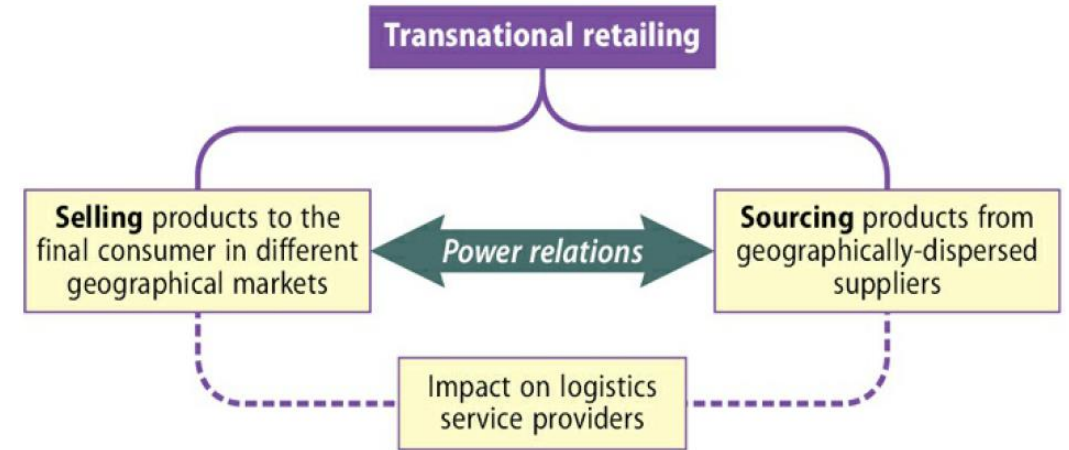 Transnational retailing
Selling products to the
final consumer in different
geographical markets
Power relations
Sourcing products from
geographically-dispersed
suppliers
Impact on logistics
service providers